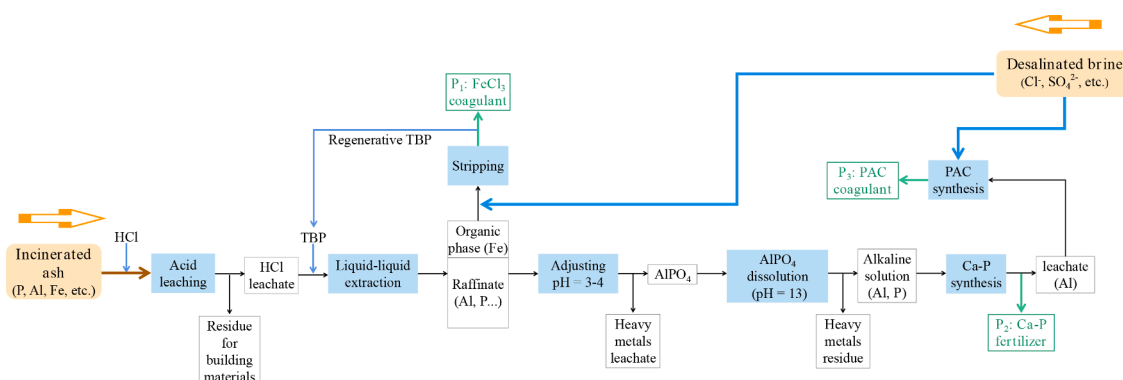 Desalinated brine
(Cl-, SO₄²⁻, etc.)
P₁: FeCl₃
coagulant
Regenerative TBP
Stripping
P₃: PAC
coagulant
PAC
synthesis
HCl
TBP
Organic
phase (Fe)
Incinerated
ash
(P, Al, Fe, etc.)
Acid
leaching
HCl
leachate
Liquid-liquid
extraction
Raffinate
(Al, P...)
Adjusting
pH = 3-4
AlPO₄
AlPO₄
dissolution
(pH = 13)
Alkaline
solution
(Al, P)
Ca-P
synthesis
leachate
(Al)
Residue
for
building
materials
Heavy
metals
leachate
Heavy
metals
residue
P₂: Ca-P
fertilizer